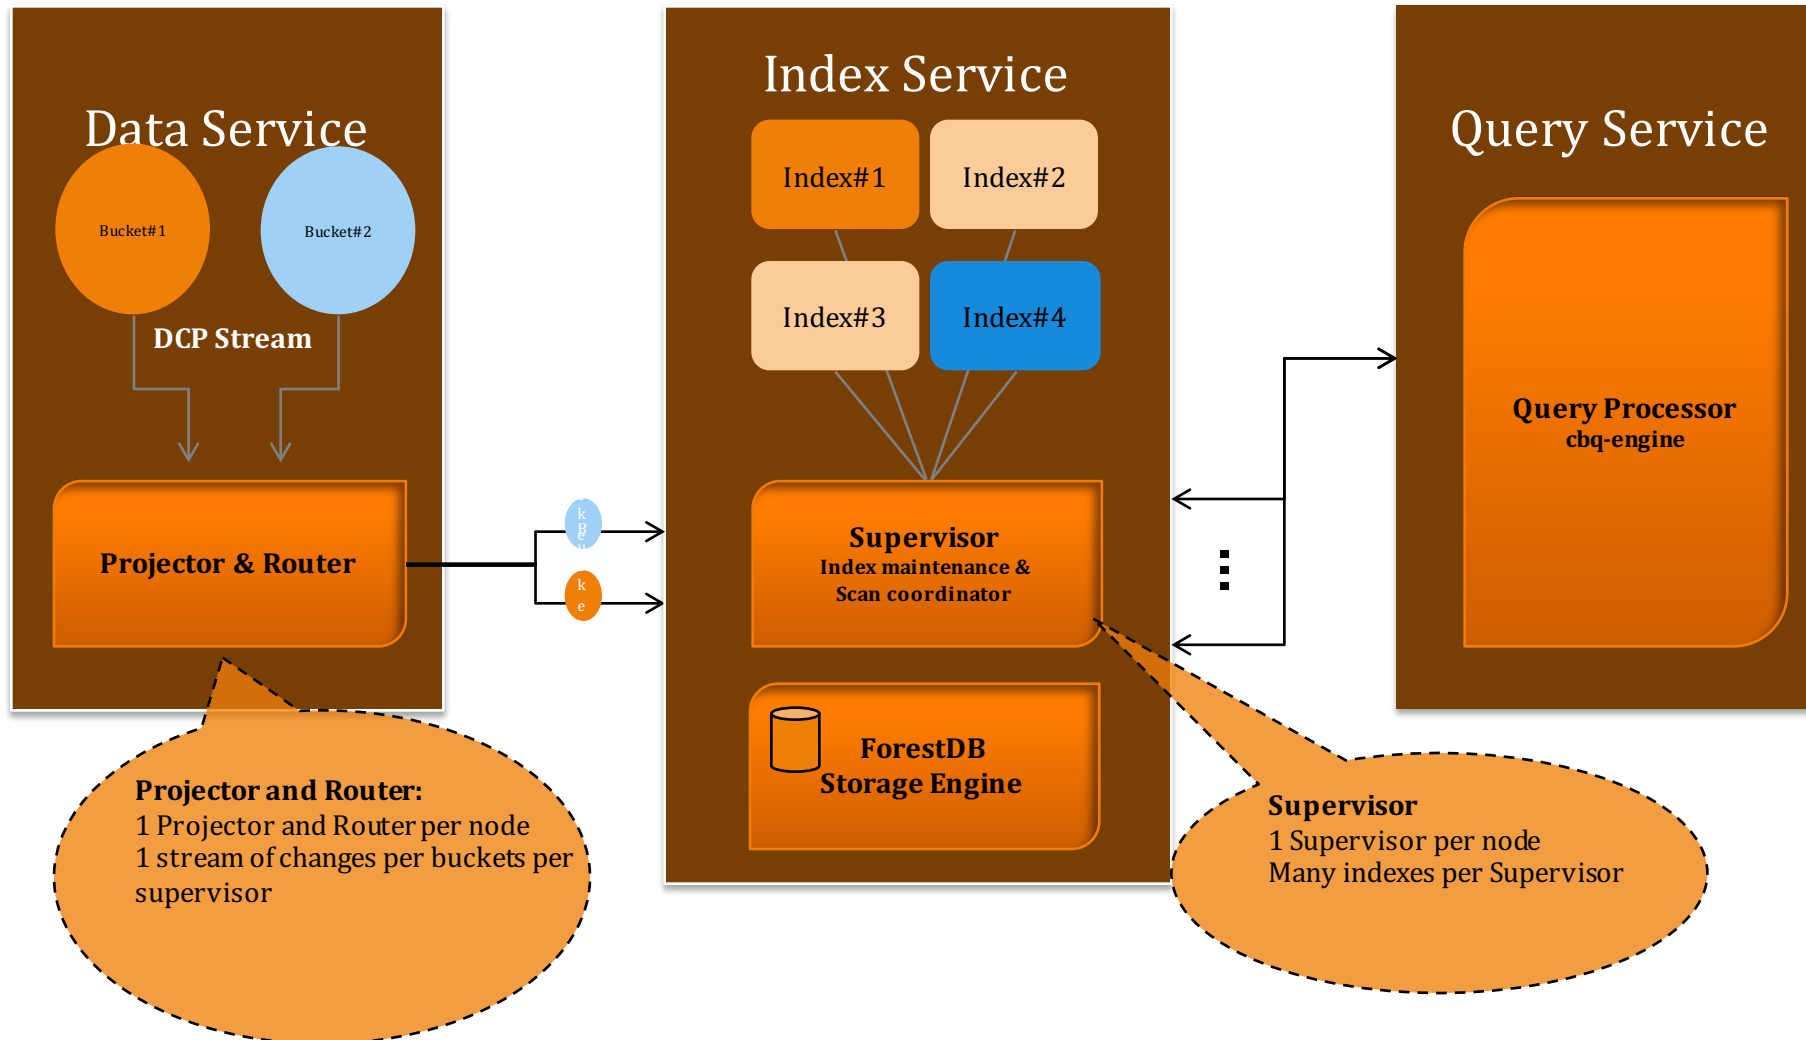 Data Service
Bucket#1
Bucket#2
DCP Stream
Projector & Router
Projector and Router:
1 Projector and Router per node
1 stream of changes per buckets per
supervisor
k
e
Index Service
Index#1
Index#2
Index#3
Index#4
Supervisor
Index maintenance &
Scan coordinator
ForestDB
Storage Engine
Supervisor
1 Supervisor per node
Many indexes per Supervisor
Query Service
Query Processor
cbq-engine